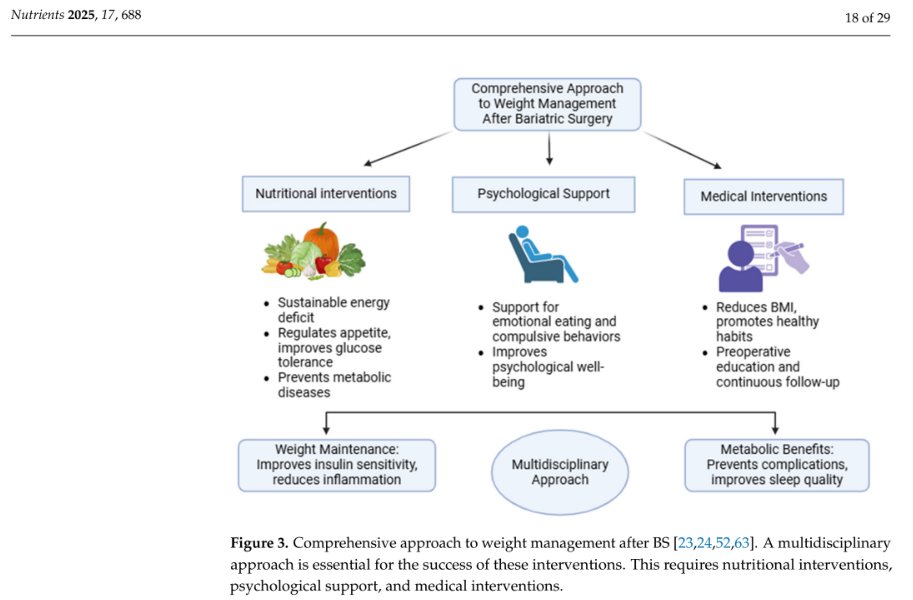 Nutrients 2025, 17, 688
18 of 29
Comprehensive Approach
to Weight Management
After Bariatric Surgery
Nutritional interventions
Psychological Support
Medical Interventions
• Sustainable energy
deficit
• Regulates appetite,
improves glucose
tolerance
• Prevents metabolic
diseases
• Support for
emotional eating and
compulsive behaviors
• Improves
psychological well-
being
• Reduces BMI,
promotes healthy
habits
• Preoperative
education and
continuous follow-up
Weight Maintenance:
Improves insulin sensitivity,
reduces inflammation
Multidisciplinary
Approach
Metabolic Benefits:
Prevents complications,
improves sleep quality
Figure 3. Comprehensive approach to weight management after BS [23,24,52,63]. A multidisciplinary
approach is essential for the success of these interventions. This requires nutritional interventions,
psychological support, and medical interventions.